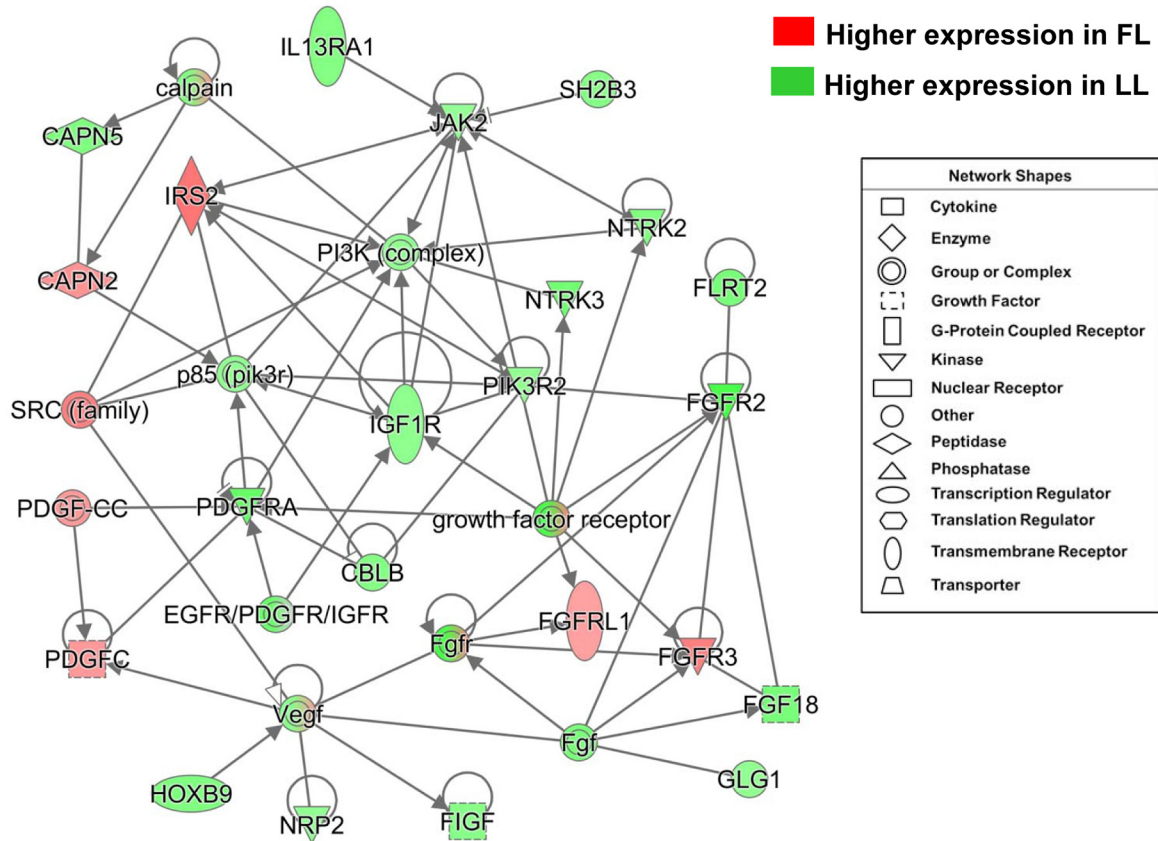 IL13RA1
Higher expression in FL
Higher expression in LL
calpain
SH2B3
JAK2
CAPN5
IRS2
NTRK2
PI3K (complex)
CAPN2
NTRK3
FLRT2
p85 (pik3r)
PIK3R2
SRC (family)
IGF1R
FGFR2
PDGF-CC
PDGFRA
growth factor receptor
CBLB
EGFR/PDGFR/IGFR
Fgfr
FGFRL1
PDGFC
FGFR3
FGF18
Vegf
Fgf
GLG1
HOXB9
NRP2
FIGF
Network Shapes
Cytokine
Enzyme
Group or Complex
Growth Factor
G-Protein Coupled Receptor
Kinase
Nuclear Receptor
Other
Peptidase
Phosphatase
Transcription Regulator
Translation Regulator
Transmembrane Receptor
Transporter